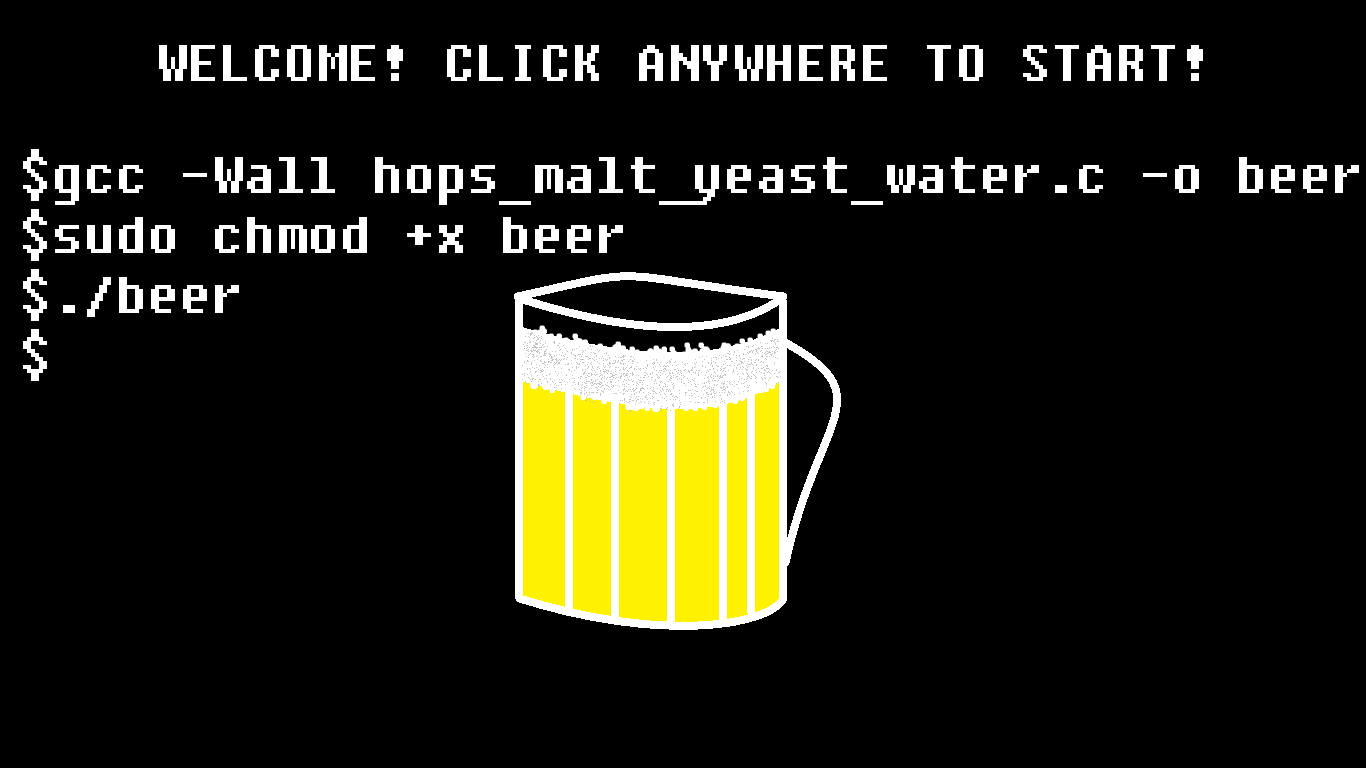 WELCOME! CLICK ANYWHERE TO START!
$gcc -Wall hops_malt_yeast_water.c -o beer
$sudo chmod +x beer
$./beer
$